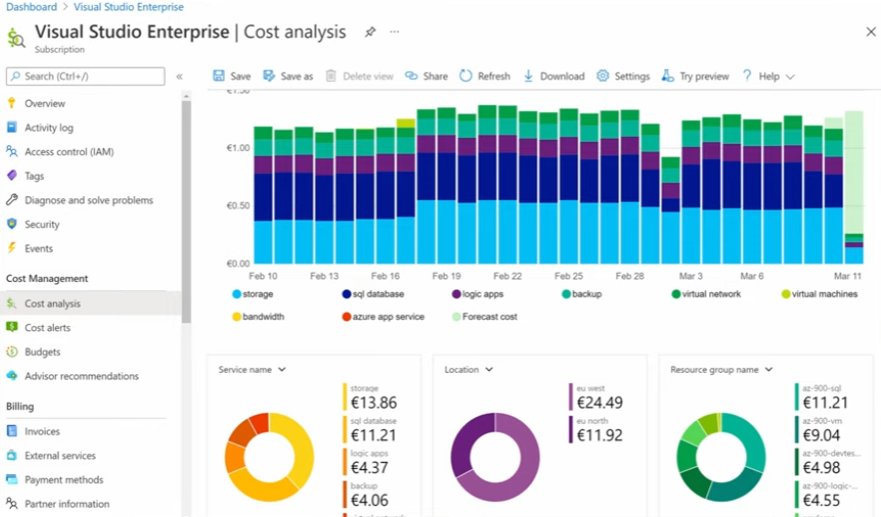 Dashboard > Visual Studio Enterprise
Visual Studio Enterprise | Cost analysis
Subscription
Search (Ctrl+/)
Save Save as Delete view Share Refresh Download Settings Try preview Help
Overview
Activity log
Access control (IAM)
Tags
Diagnose and solve problems
Security
Events
Cost Management
Cost analysis
Cost alerts
Budgets
Advisor recommendations
Billing
Invoices
External services
Payment methods
Partner information
€1.50
€1.00
€0.50
€0.00
Feb 10 Feb 13 Feb 16 Feb 19 Feb 22 Feb 25 Feb 28 Mar 3 Mar 6 Mar 11
storage sql database logic apps backup virtual network virtual machines
bandwidth azure app service Forecast cost
Service name
storage
€13.86
sql database
€11.21
logic apps
€4.37
backup
€4.06
virtual network
Location
eu west
€24.49
eu north
€11.92
Resource group name
az-900-sql
€11.21
az-900-vm
€9.04
az-900-devtes...
€4.98
az-900-logic-...
€4.55